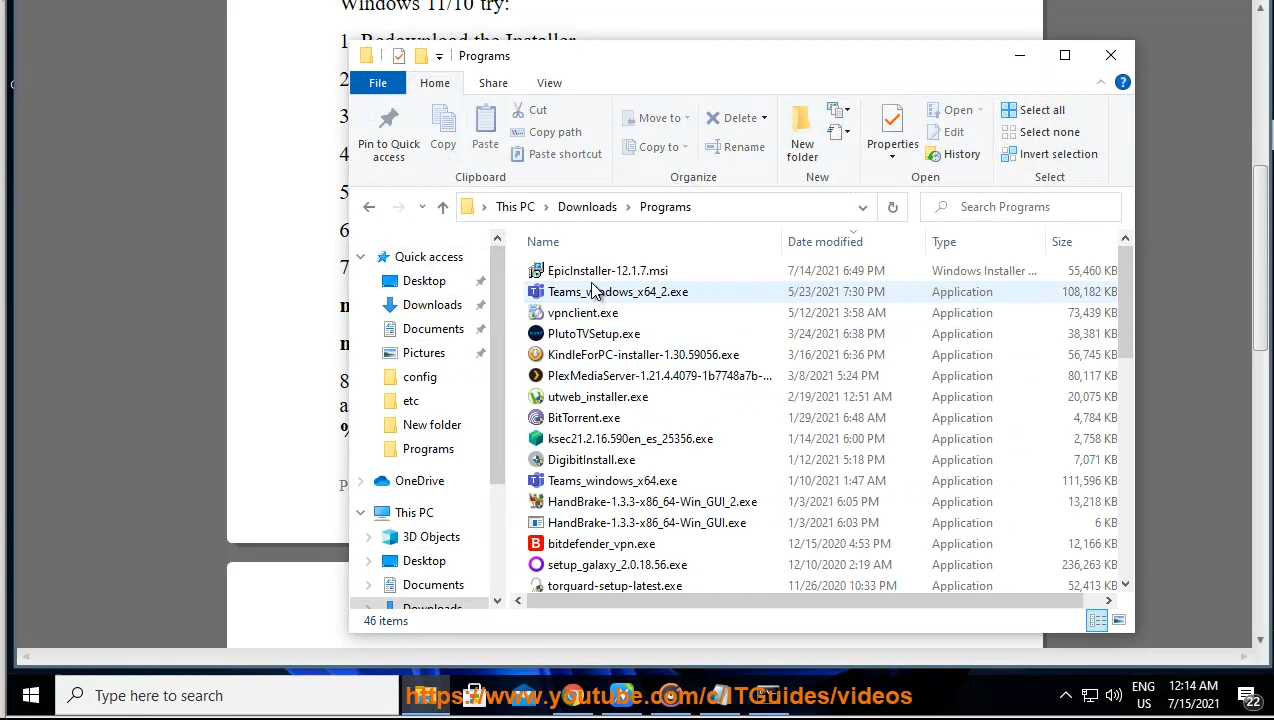 Windows 11/10 try:
1. Redownload the Installer
2
3
4
5
6
7
8
Programs
File Home Share View
Pin to Quick access
Copy
Paste
Cut
Copy path
Paste shortcut
Clipboard
Move to
Copy to
Delete
Rename
Organize
New folder
New
Properties
Open
Edit
History
Open
Select all
Select none
Invert selection
Select
This PC > Downloads > Programs
Search Programs
Quick access
Desktop
Downloads
Documents
Pictures
config
etc
New folder
Programs
OneDrive
This PC
3D Objects
Desktop
Documents
Downloads
Name Date modified Type Size
EpicInstaller-12.1.7.msi 7/14/2021 6:49 PM Windows Installer ... 55,460 KB
Teams_windows_x64_2.exe 5/23/2021 7:30 PM Application 108,182 KB
vpnclient.exe 5/12/2021 3:58 AM Application 73,439 KB
PlutoTVSetup.exe 3/24/2021 6:38 PM Application 38,381 KB
KindleForPC-installer-1.30.59056.exe 3/16/2021 6:36 PM Application 56,745 KB
PlexMediaServer-1.21.4.4079-1b7748a7b-... 3/8/2021 5:24 PM Application 80,117 KB
utweb_installer.exe 2/19/2021 12:51 AM Application 20,075 KB
BitTorrent.exe 1/29/2021 6:48 AM Application 4,784 KB
ksec21.2.16.590en_es_25356.exe 1/14/2021 6:00 PM Application 2,758 KB
DigibitInstall.exe 1/12/2021 5:18 PM Application 7,071 KB
Teams_windows_x64.exe 1/10/2021 1:47 AM Application 111,596 KB
HandBrake-1.3.3-x86_64-Win_GUI_2.exe 1/3/2021 6:05 PM Application 13,218 KB
HandBrake-1.3.3-x86_64-Win_GUI.exe 1/3/2021 6:03 PM Application 6 KB
bitdefender_vpn.exe 12/15/2020 4:53 PM Application 12,166 KB
setup_galaxy_2.0.18.56.exe 12/10/2020 2:19 AM Application 236,263 KB
torguard-setup-latest.exe 11/26/2020 10:33 PM Application 52,413 KB
46 items
Type here to search
https://www.youtube.com/c/ITGuides/videos
ENG
US
12:14 AM
7/15/2021
22